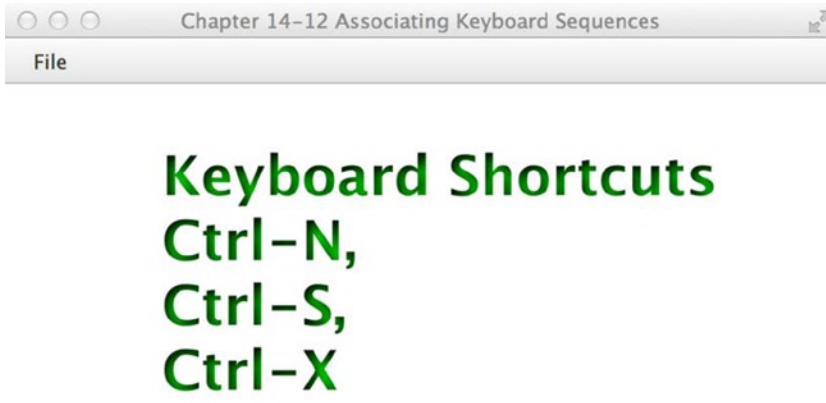 Chapter 14-12 Associating Keyboard Sequences
File
Keyboard Shortcuts
Ctrl-N,
Ctrl-S,
Ctrl-X